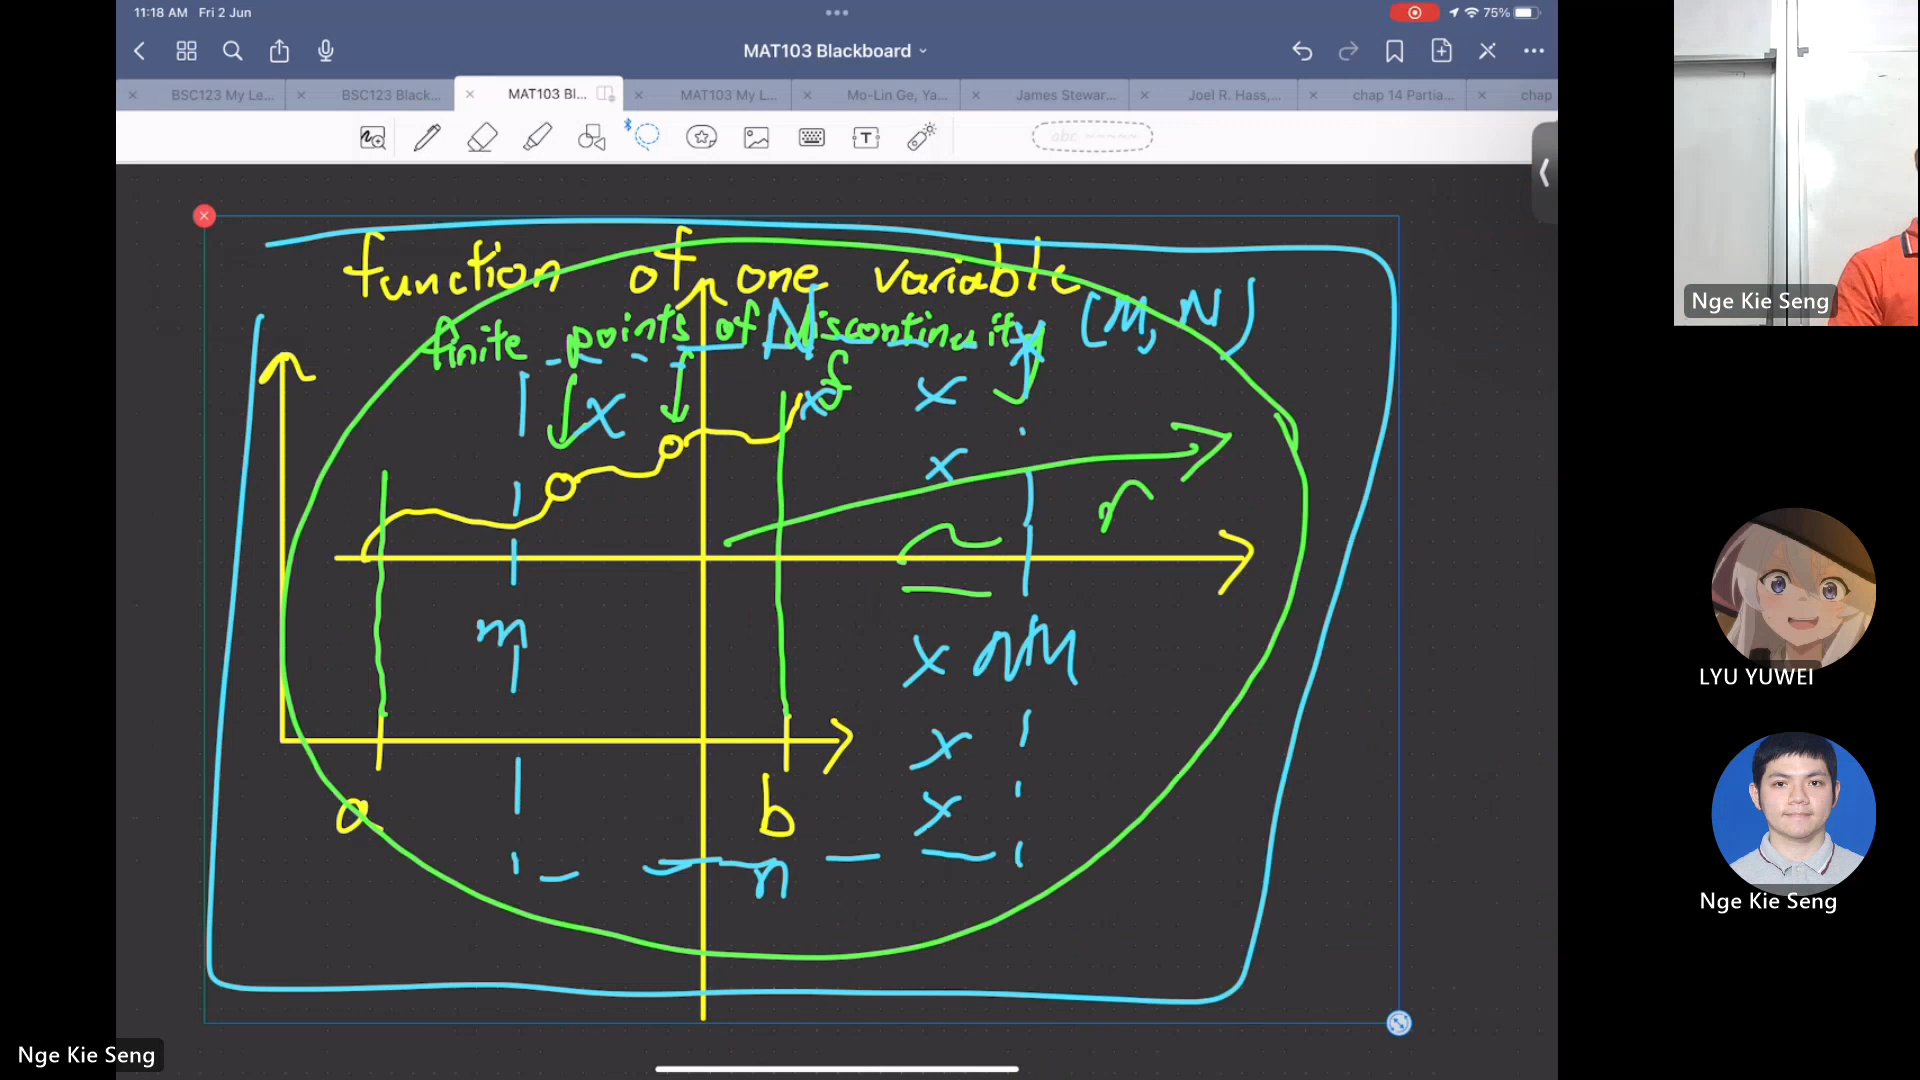 11:18 AM Fri 2 Jun
75%
MAT103 Blackboard
BSC123 My Le...
BSC123 Black...
MAT103 Bl...
MAT103 My L...
Mo-Lin Ge, Ya...
James Stewar...
Joel R. Hass,...
chap 14 Partia...
chap
T
abc
function of one variable
finite points of discontinuity
N
(M, N)
x
x
x
f
x
x
r
m
x
M
x
x
a
b
n
Nge Kie Seng
LYU YUWEI
Nge Kie Seng
Nge Kie Seng